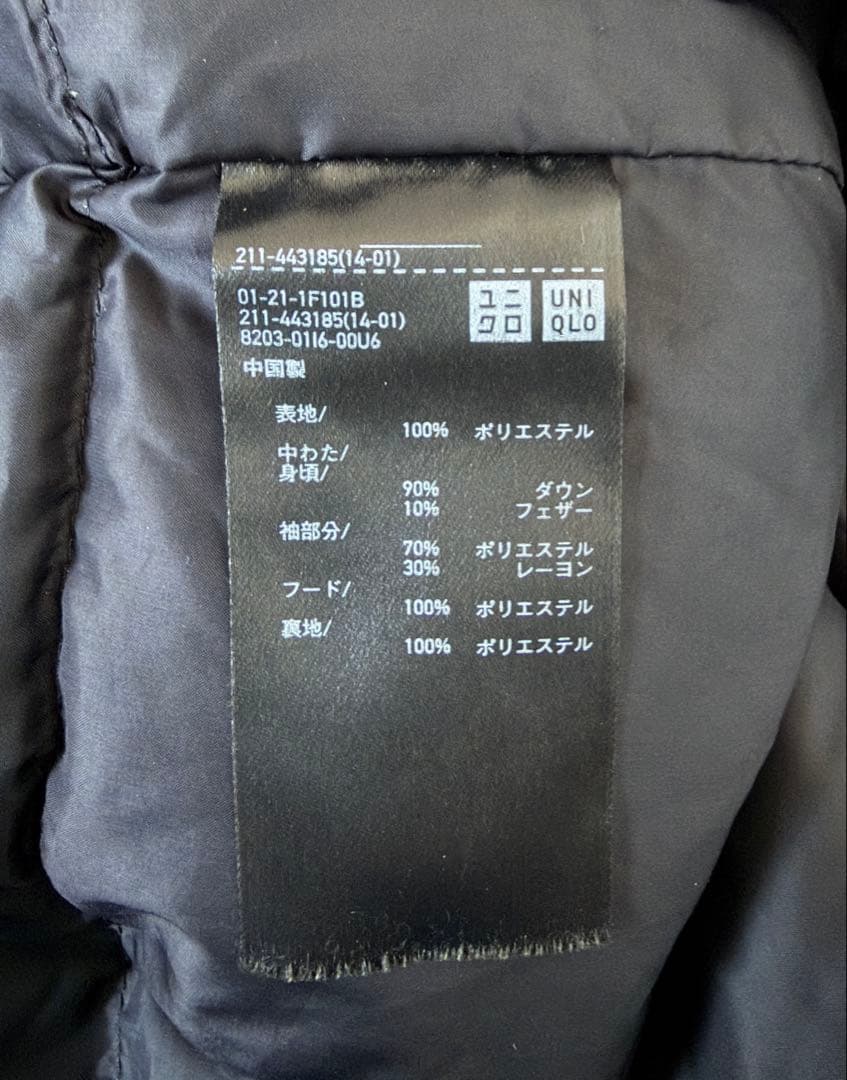 211-443185(14-01)
01-21-1F101B
211-443185(14-01)
8203-0116-00U6
ユニクロ
UNIQLO
中国製
表地/
100% ポリエステル
中わた/
身頃/
90% ダウン
10% フェザー
袖部分/
70% ポリエステル
30% レーヨン
フード/
100% ポリエステル
裏地/
100% ポリエステル